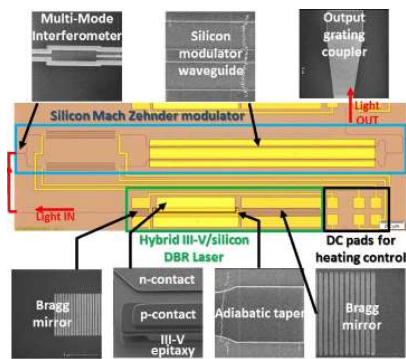 Multi-Mode
Interferometer
Silicon
modulator
waveguide
Output
grating
coupler
Light
OUT
Silicon Mach Zehnder modulator
Light IN
Hybrid III-V/silicon
DBR Laser
DC pads for
heating control
Bragg
mirror
n-contact
p-contact
III-V
epitaxy
Adiabatic taper
Bragg
mirror